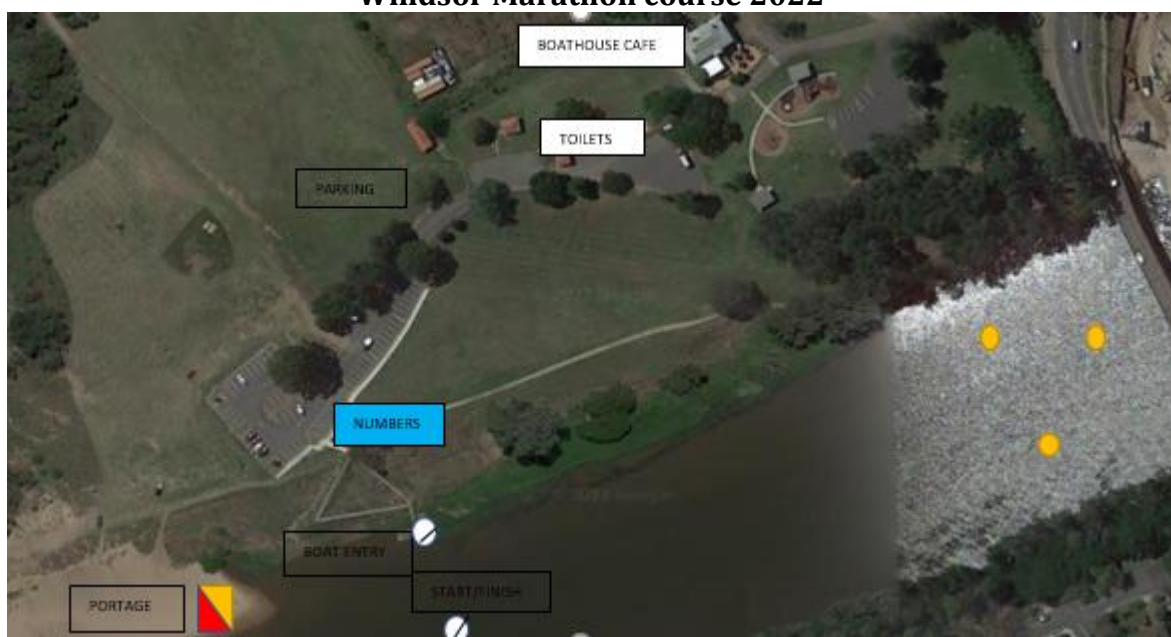 Windsor Marathon course 2022
BOATHOUSE CAFE
TOILETS
PARKING
NUMBERS
BOAT ENTRY
START/FINISH
PORTAGE